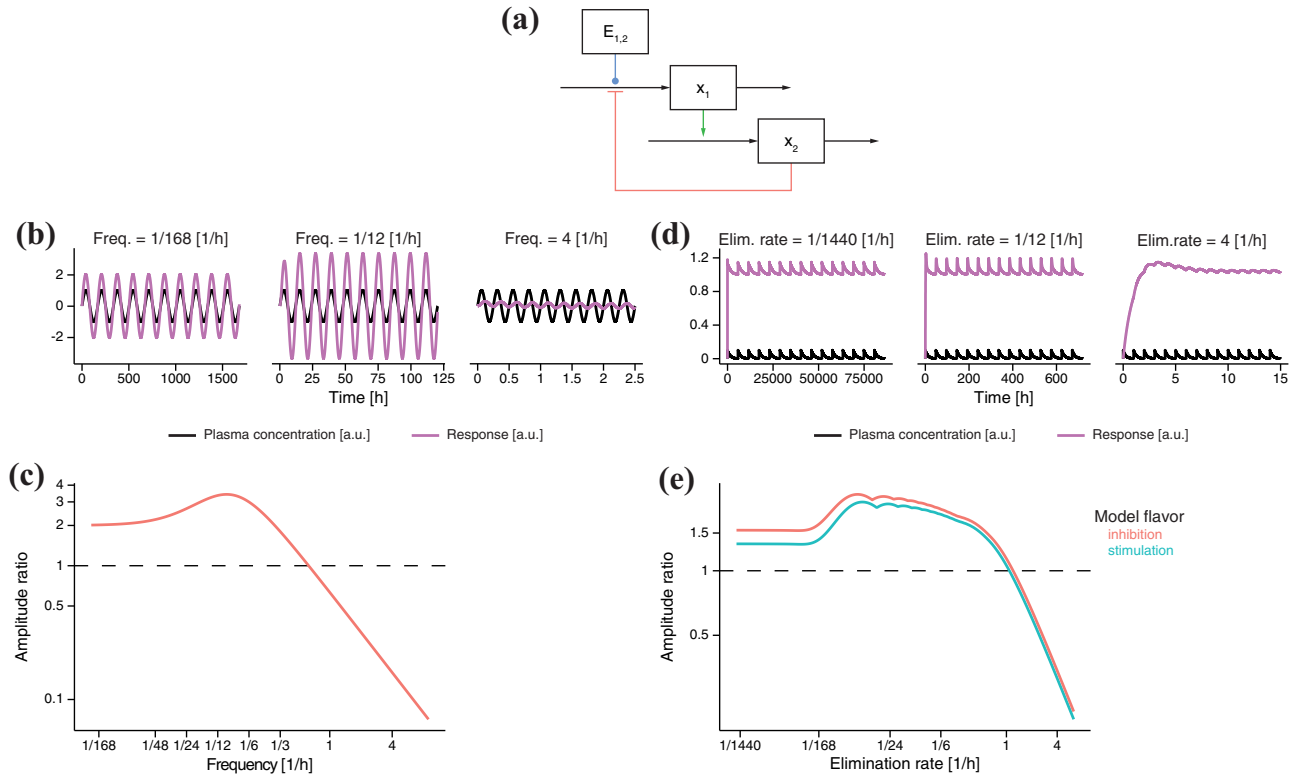 (a)
E1,2
x1
x2
(b)
Freq. = 1/168 [1/h]
Freq. = 1/12 [1/h]
Freq. = 4 [1/h]
2
0
-2
0 500 1000 1500
0 25 50 75 100 125
0 0.5 1 1.5 2 2.5
Time [h]
Plasma concentration [a.u.]
Response [a.u.]
(d)
Elim. rate = 1/1440 [1/h]
Elim. rate = 1/12 [1/h]
Elim.rate = 4 [1/h]
1.2
0.8
0.4
0
0 25000 50000 75000
0 200 400 600
0 5 10 15
Time [h]
Plasma concentration [a.u.]
Response [a.u.]
(c)
Amplitude ratio
4
3
2
1
0.5
0.1
1/168 1/48 1/24 1/12 1/6 1/3 1 4
Frequency [1/h]
(e)
Amplitude ratio
1.5
1
0.5
1/1440 1/168 1/24 1/6 1 4
Elimination rate [1/h]
Model flavor
inhibition
stimulation